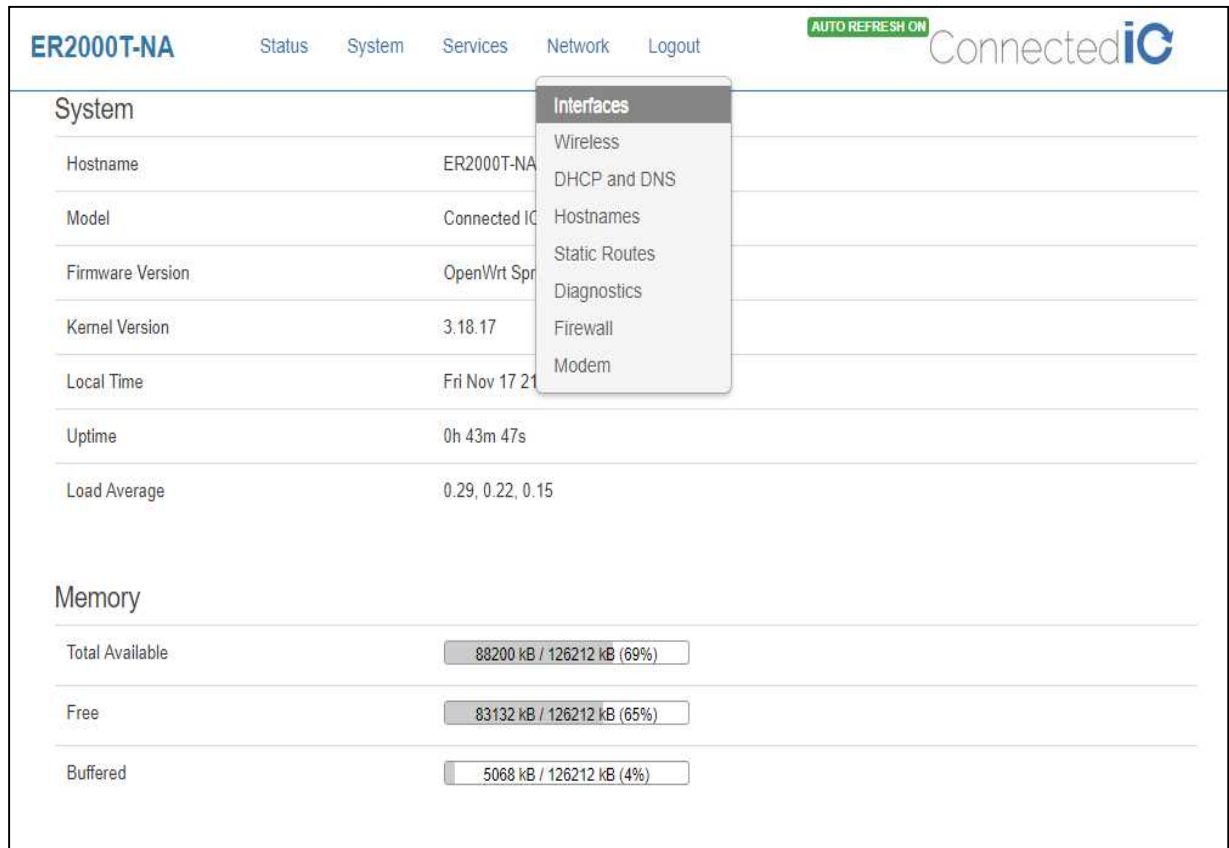 ER2000T-NA Status System Services Network Logout AUTO REFRESH ON ConnectediO
Interfaces
Wireless
DHCP and DNS
Hostnames
Static Routes
Diagnostics
Firewall
Modem
System
Hostname ER2000T-NA
Model Connected IO
Firmware Version OpenWrt Spr
Kernel Version 3.18.17
Local Time Fri Nov 17 21
Uptime 0h 43m 47s
Load Average 0.29, 0.22, 0.15
Memory
Total Available 88200 kB / 126212 kB (69%)
Free 83132 kB / 126212 kB (65%)
Buffered 5068 kB / 126212 kB (4%)